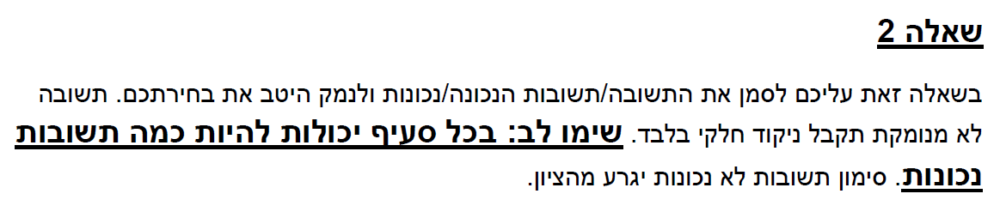 שאלה 2
בשאלה זאת עליכם לסמן את התשובה/תשובות הנכונה/נכונות ולנמק היטב את בחירתכם. תשובה
לא מנומקת תקבל ניקוד חלקי בלבד. שימו לב: בכל סעיף יכולות להיות כמה תשובות
נכונות. סימון תשובות לא נכונות יגרע מהציון.